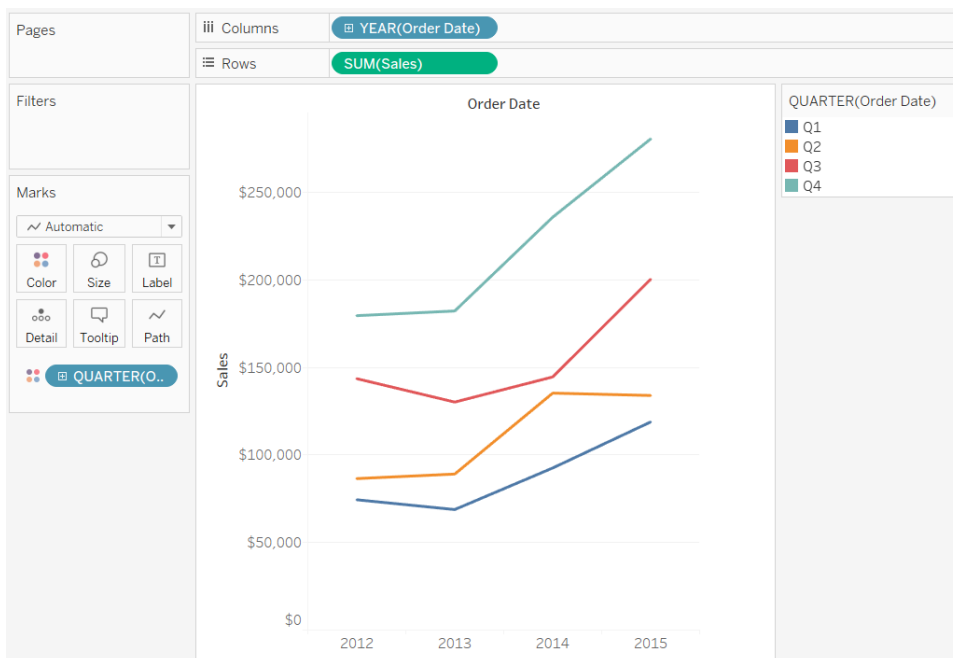 Pages
Columns
YEAR(Order Date)
Rows
SUM(Sales)
Filters
Marks
Automatic
Color
Size
Label
Detail
Tooltip
Path
QUARTER(O..
Order Date
Sales
$250,000
$200,000
$150,000
$100,000
$50,000
$0
2012
2013
2014
2015
QUARTER(Order Date)
Q1
Q2
Q3
Q4